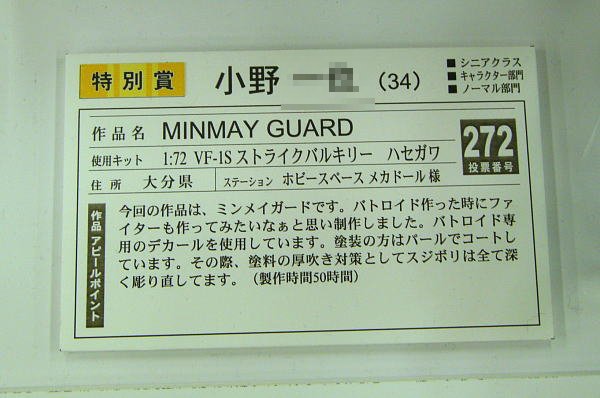 特別賞 小野 (34)
■ シニアクラス
■ キャラクター部門
■ ノーマル部門
作品名 MINMAY GUARD
使用キット 1:72 VF-1S ストライクバルキリー ハセガワ
272
投票番号
住所 大分県 ステーション ホビースペース メカドール 様
作品 アピールポイント
今回の作品は、ミンメイガードです。バトロイド作った時にファ
イターも作ってみたいなぁと思い制作しました。バトロイド専
用のデカールを使用しています。塗装の方はパールでコートし
ています。その際、塗料の厚吹き対策としてスジボリは全て深
く彫り直してます。（製作時間50時間）